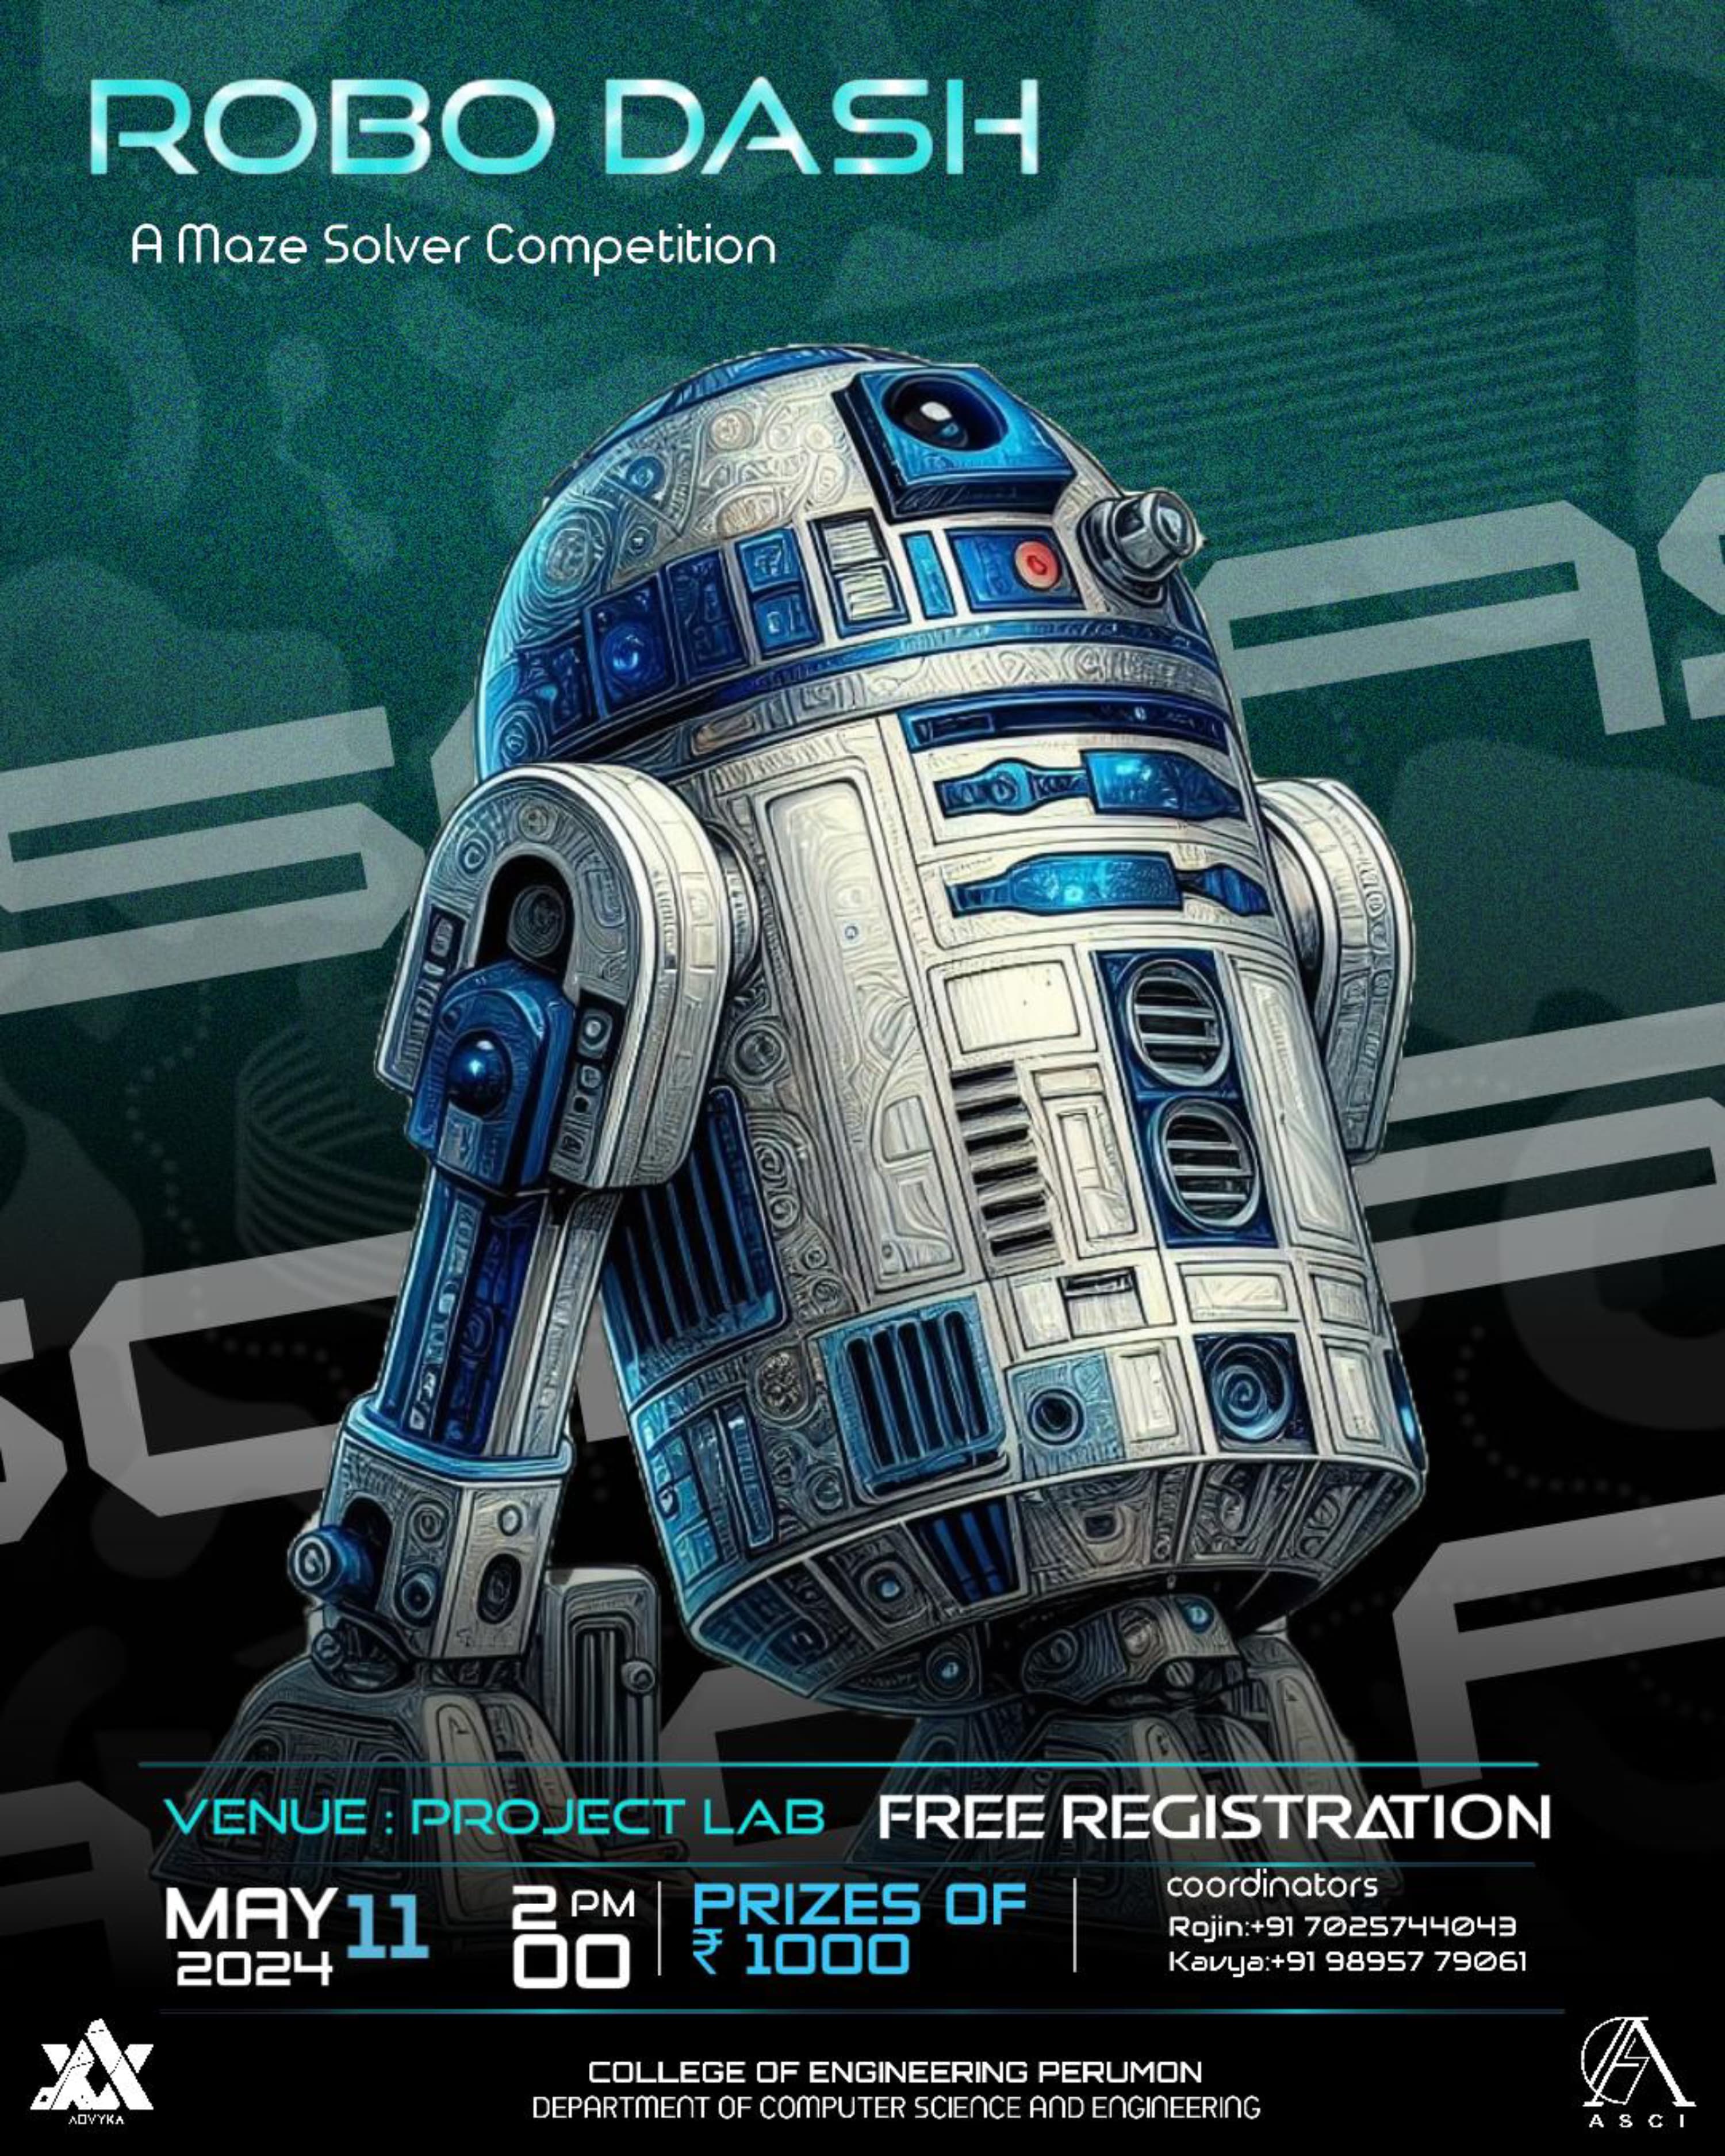 ROBO DASH
A Maze Solver Competition
VENUE : PROJECT LAB
FREE REGISTRATION
MAY 11
2024
2 PM
00
PRIZES OF
₹ 1000
coordinators
Rojin:+91 7025744043
Kavya:+91 98957 79061
COLLEGE OF ENGINEERING PERUMON
DEPARTMENT OF COMPUTER SCIENCE AND ENGINEERING
ADVYKA
ASCI